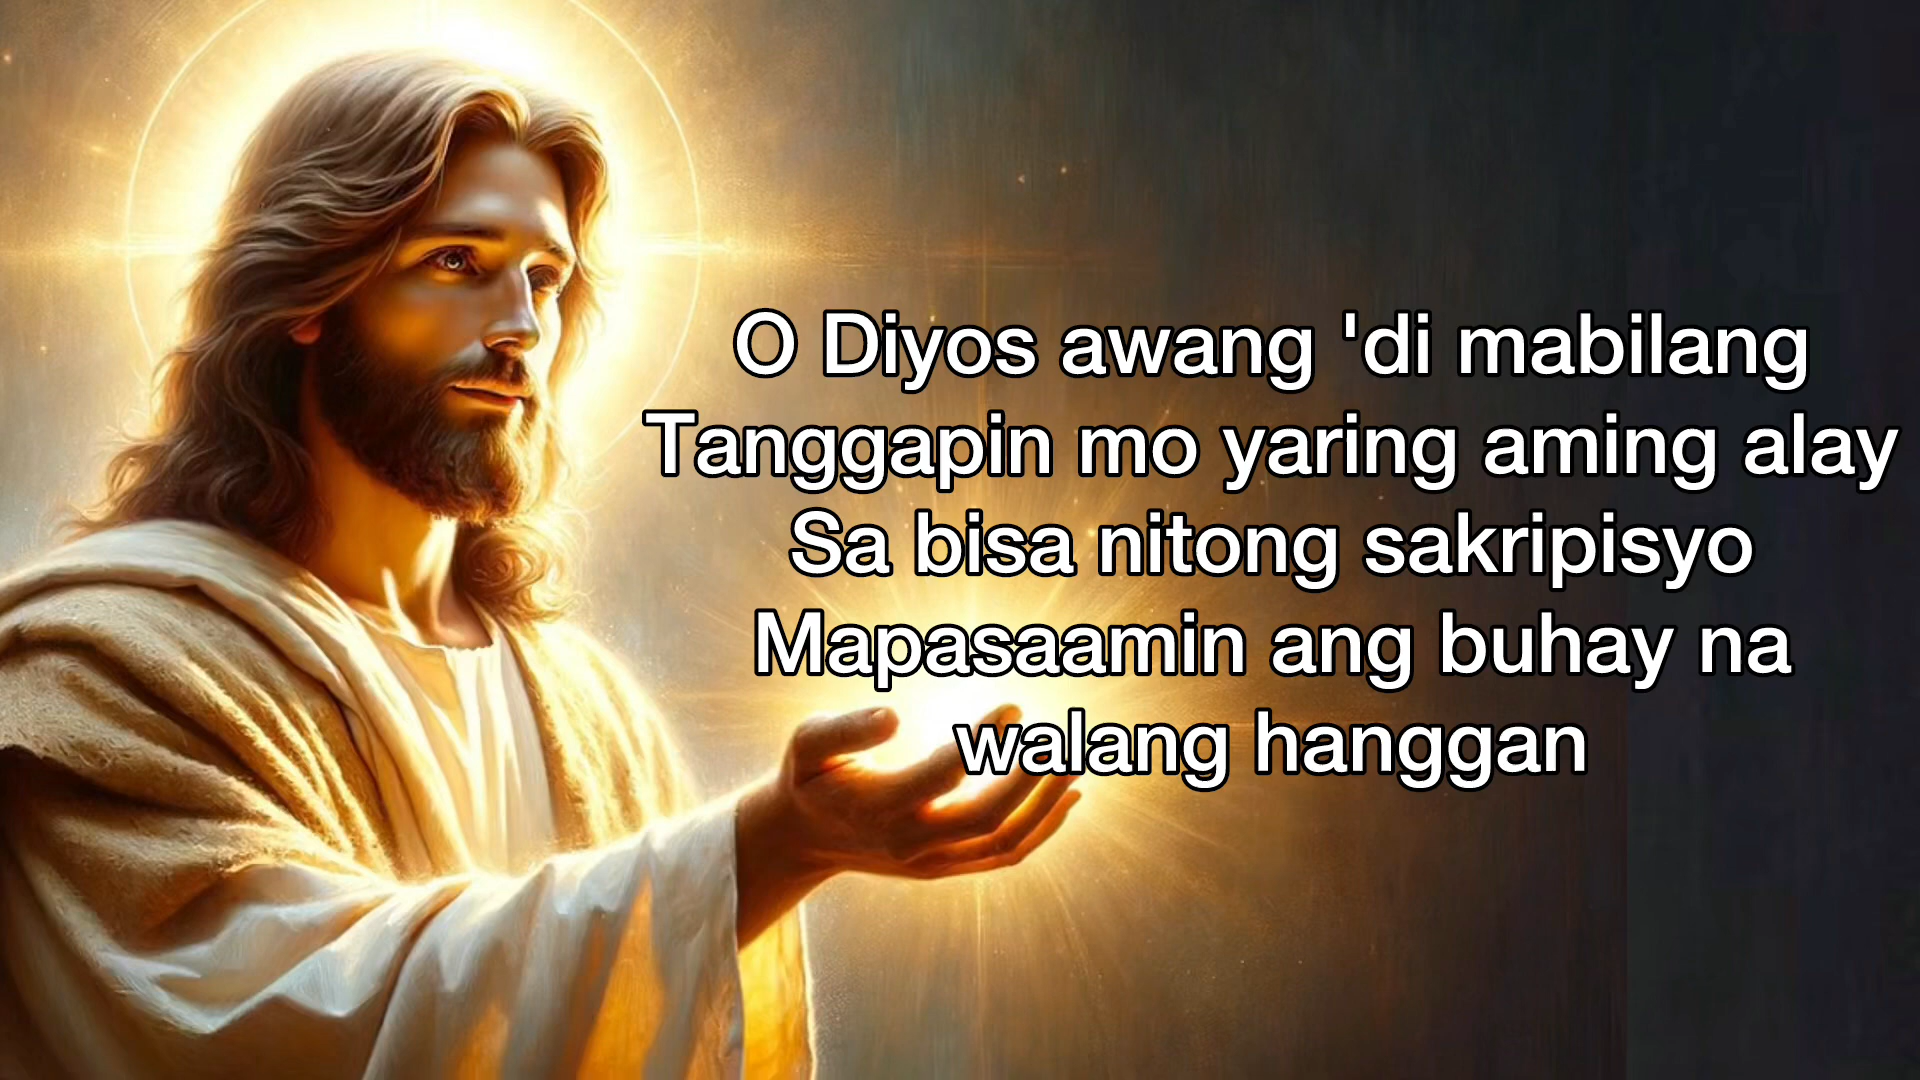 O Diyos awang 'di mabilang
Tanggapin mo yaring aming alay
Sa bisa nitong sakripisyo
Mapasaamin ang buhay na
walang hanggan